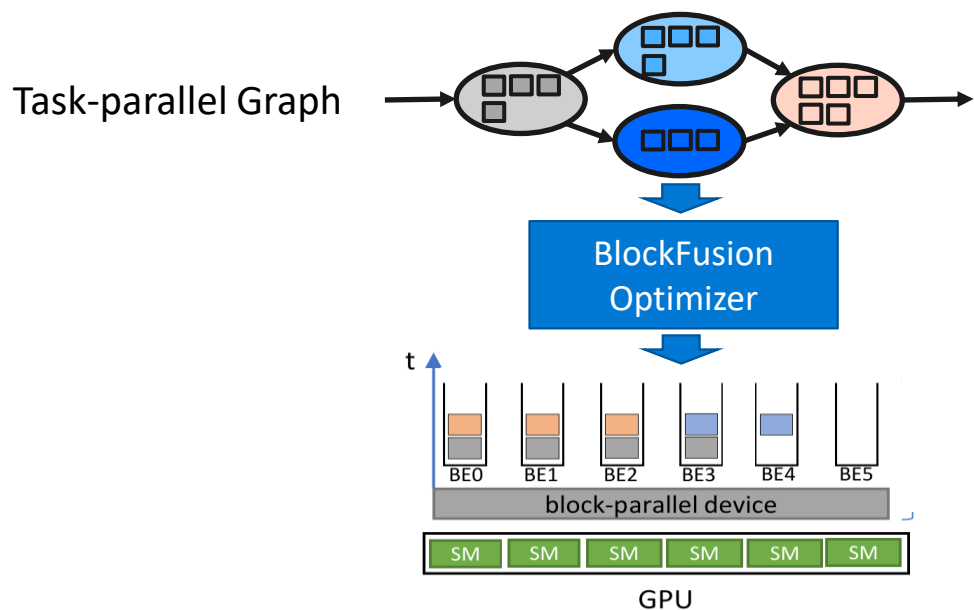 Task-parallel Graph
BlockFusion
Optimizer
t
BE0 BE1 BE2 BE3 BE4 BE5
block-parallel device
SM SM SM SM SM SM
GPU